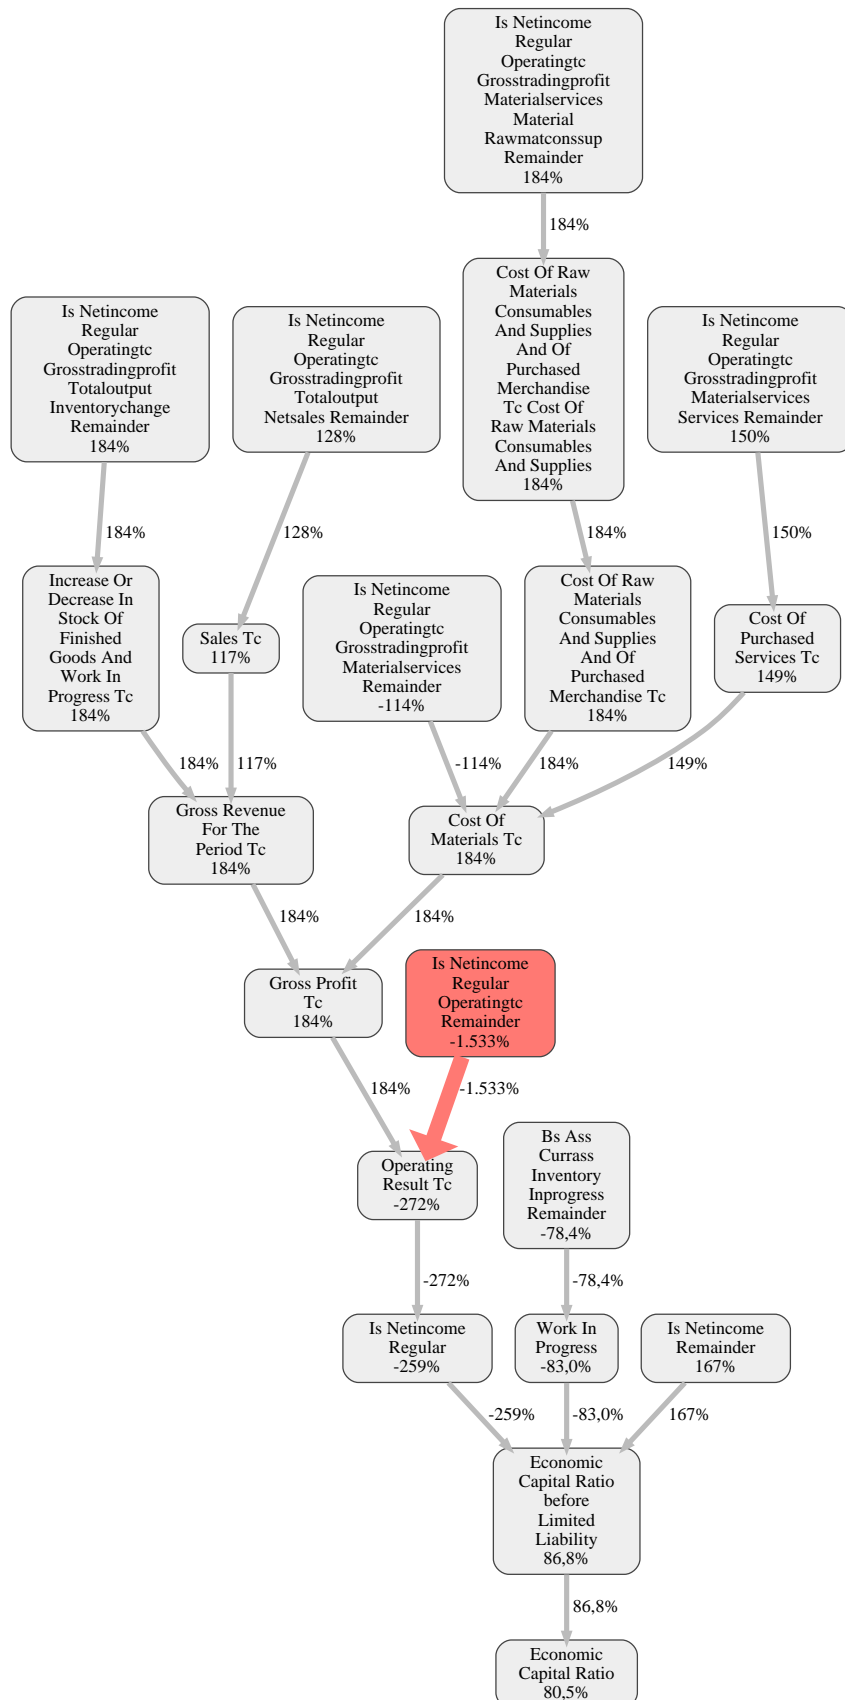 Is Netincome
Regular
Operatingtc
Grosstradingprofit
Materialservices
Material
Rawmatconssup
Remainder
184%
184%
Cost Of Raw
Materials
Consumables
And Supplies
And Of
Purchased
Merchandise
Tc Cost Of
Raw Materials
Consumables
And Supplies
184%
Is Netincome
Regular
Operatingtc
Grosstradingprofit
Totaloutput
Inventorychange
Remainder
184%
Is Netincome
Regular
Operatingtc
Grosstradingprofit
Totaloutput
Netsales Remainder
128%
Is Netincome
Regular
Operatingtc
Grosstradingprofit
Materialservices
Services Remainder
150%
184%
128%
184%
150%
Increase Or
Decrease In
Stock Of
Finished
Goods And
Work In
Progress Tc
184%
Sales Tc
117%
Is Netincome
Regular
Operatingtc
Grosstradingprofit
Materialservices
Remainder
-114%
Cost Of Raw
Materials
Consumables
And Supplies
And Of
Purchased
Merchandise Tc
184%
Cost Of
Purchased
Services Tc
149%
184%
117%
-114%
184%
149%
Gross Revenue
For The
Period Tc
184%
Cost Of
Materials Tc
184%
184%
184%
Gross Profit
Tc
184%
Is Netincome
Regular
Operatingtc
Remainder
-1.533%
184%
-1.533%
Operating
Result Tc
-272%
Bs Ass
Currass
Inventory
Inprogress
Remainder
-78,4%
-272%
-78,4%
Is Netincome
Regular
-259%
Work In
Progress
-83,0%
Is Netincome
Remainder
167%
-259%
-83,0%
167%
Economic
Capital Ratio
before
Limited
Liability
86,8%
86,8%
Economic
Capital Ratio
80,5%